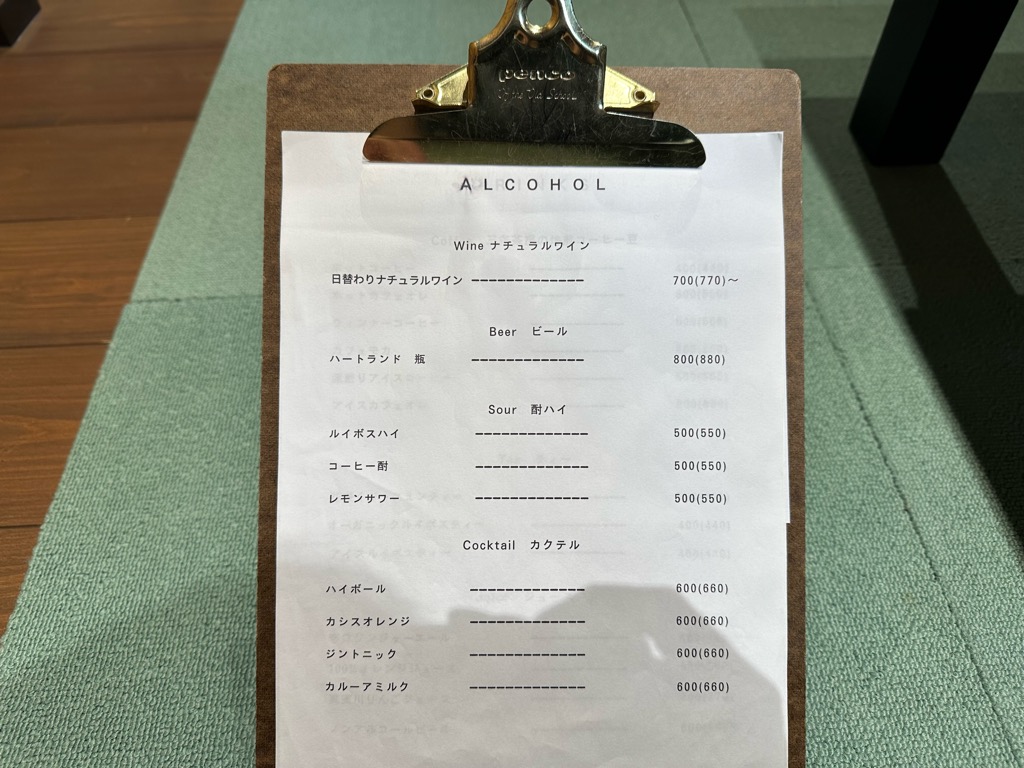 penco
ALCOHOL
Wine ナチュラルワイン
日替わりナチュラルワイン ------------- 700(770)～
Beer ビール
ハートランド 瓶 ------------- 800(880)
Sour 酎ハイ
ルイボスハイ ------------- 500(550)
コーヒー酎 ------------- 500(550)
レモンサワー ------------- 500(550)
Cocktail カクテル
ハイボール ------------- 600(660)
カシスオレンジ ------------- 600(660)
ジントニック ------------- 600(660)
カルーアミルク ------------- 600(660)